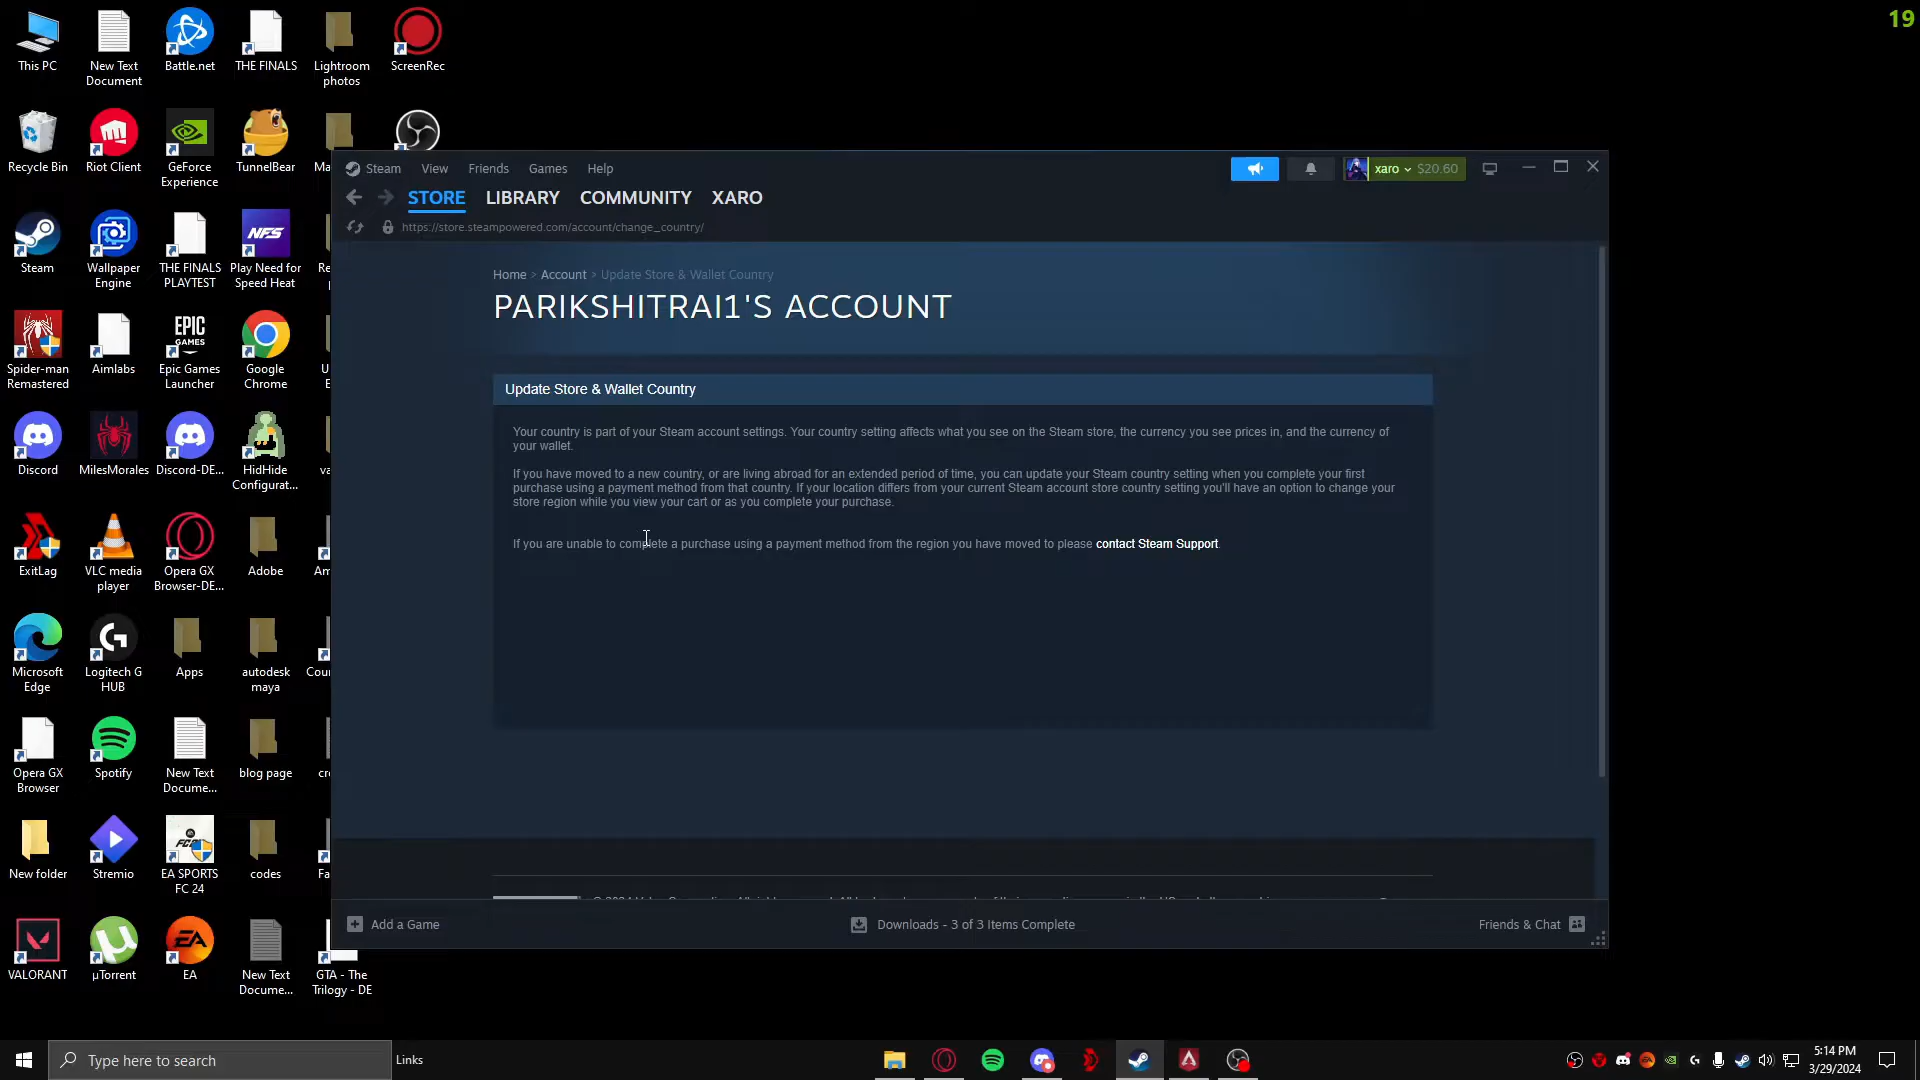 19
This PC
New Text
Document
Battle.net
THE FINALS
Lightroom
photos
ScreenRec
Recycle Bin
Riot Client
GeForce
Experience
TunnelBear
Ma
Steam
Wallpaper
Engine
THE FINALS
PLAYTEST
Play Need for
Speed Heat
Re
Spider-man
Remastered
Aimlabs
EPIC
GAMES
Epic Games
Launcher
Google
Chrome
Discord
MilesMorales
Discord-DE...
HidHide
Configurat...
va
ExitLag
VLC media
player
Opera GX
Browser-DE...
Adobe
Am
Microsoft
Edge
Logitech G
HUB
Apps
autodesk
maya
Cou
Opera GX
Browser
Spotify
New Text
Docume...
blog page
cr
New folder
Stremio
EA SPORTS
FC 24
codes
Fa
VALORANT
µTorrent
EA
New Text
Docume...
GTA - The
Trilogy - DE
Steam View Friends Games Help
xaro $20.60
STORE LIBRARY COMMUNITY XARO
https://store.steampowered.com/account/change_country/
Home > Account > Update Store & Wallet Country
PARIKSHITRAI1'S ACCOUNT
Update Store & Wallet Country
Your country is part of your Steam account settings. Your country setting affects what you see on the Steam store, the currency you see prices in, and the currency of
your wallet.
If you have moved to a new country, or are living abroad for an extended period of time, you can update your Steam country setting when you complete your first
purchase using a payment method from that country. If your location differs from your current Steam account store country setting you'll have an option to change your
store region while you view your cart or as you complete your purchase.
If you are unable to complete a purchase using a payment method from the region you have moved to please contact Steam Support.
Add a Game
Downloads - 3 of 3 Items Complete
Friends & Chat
Type here to search
Links
5:14 PM
3/29/2024